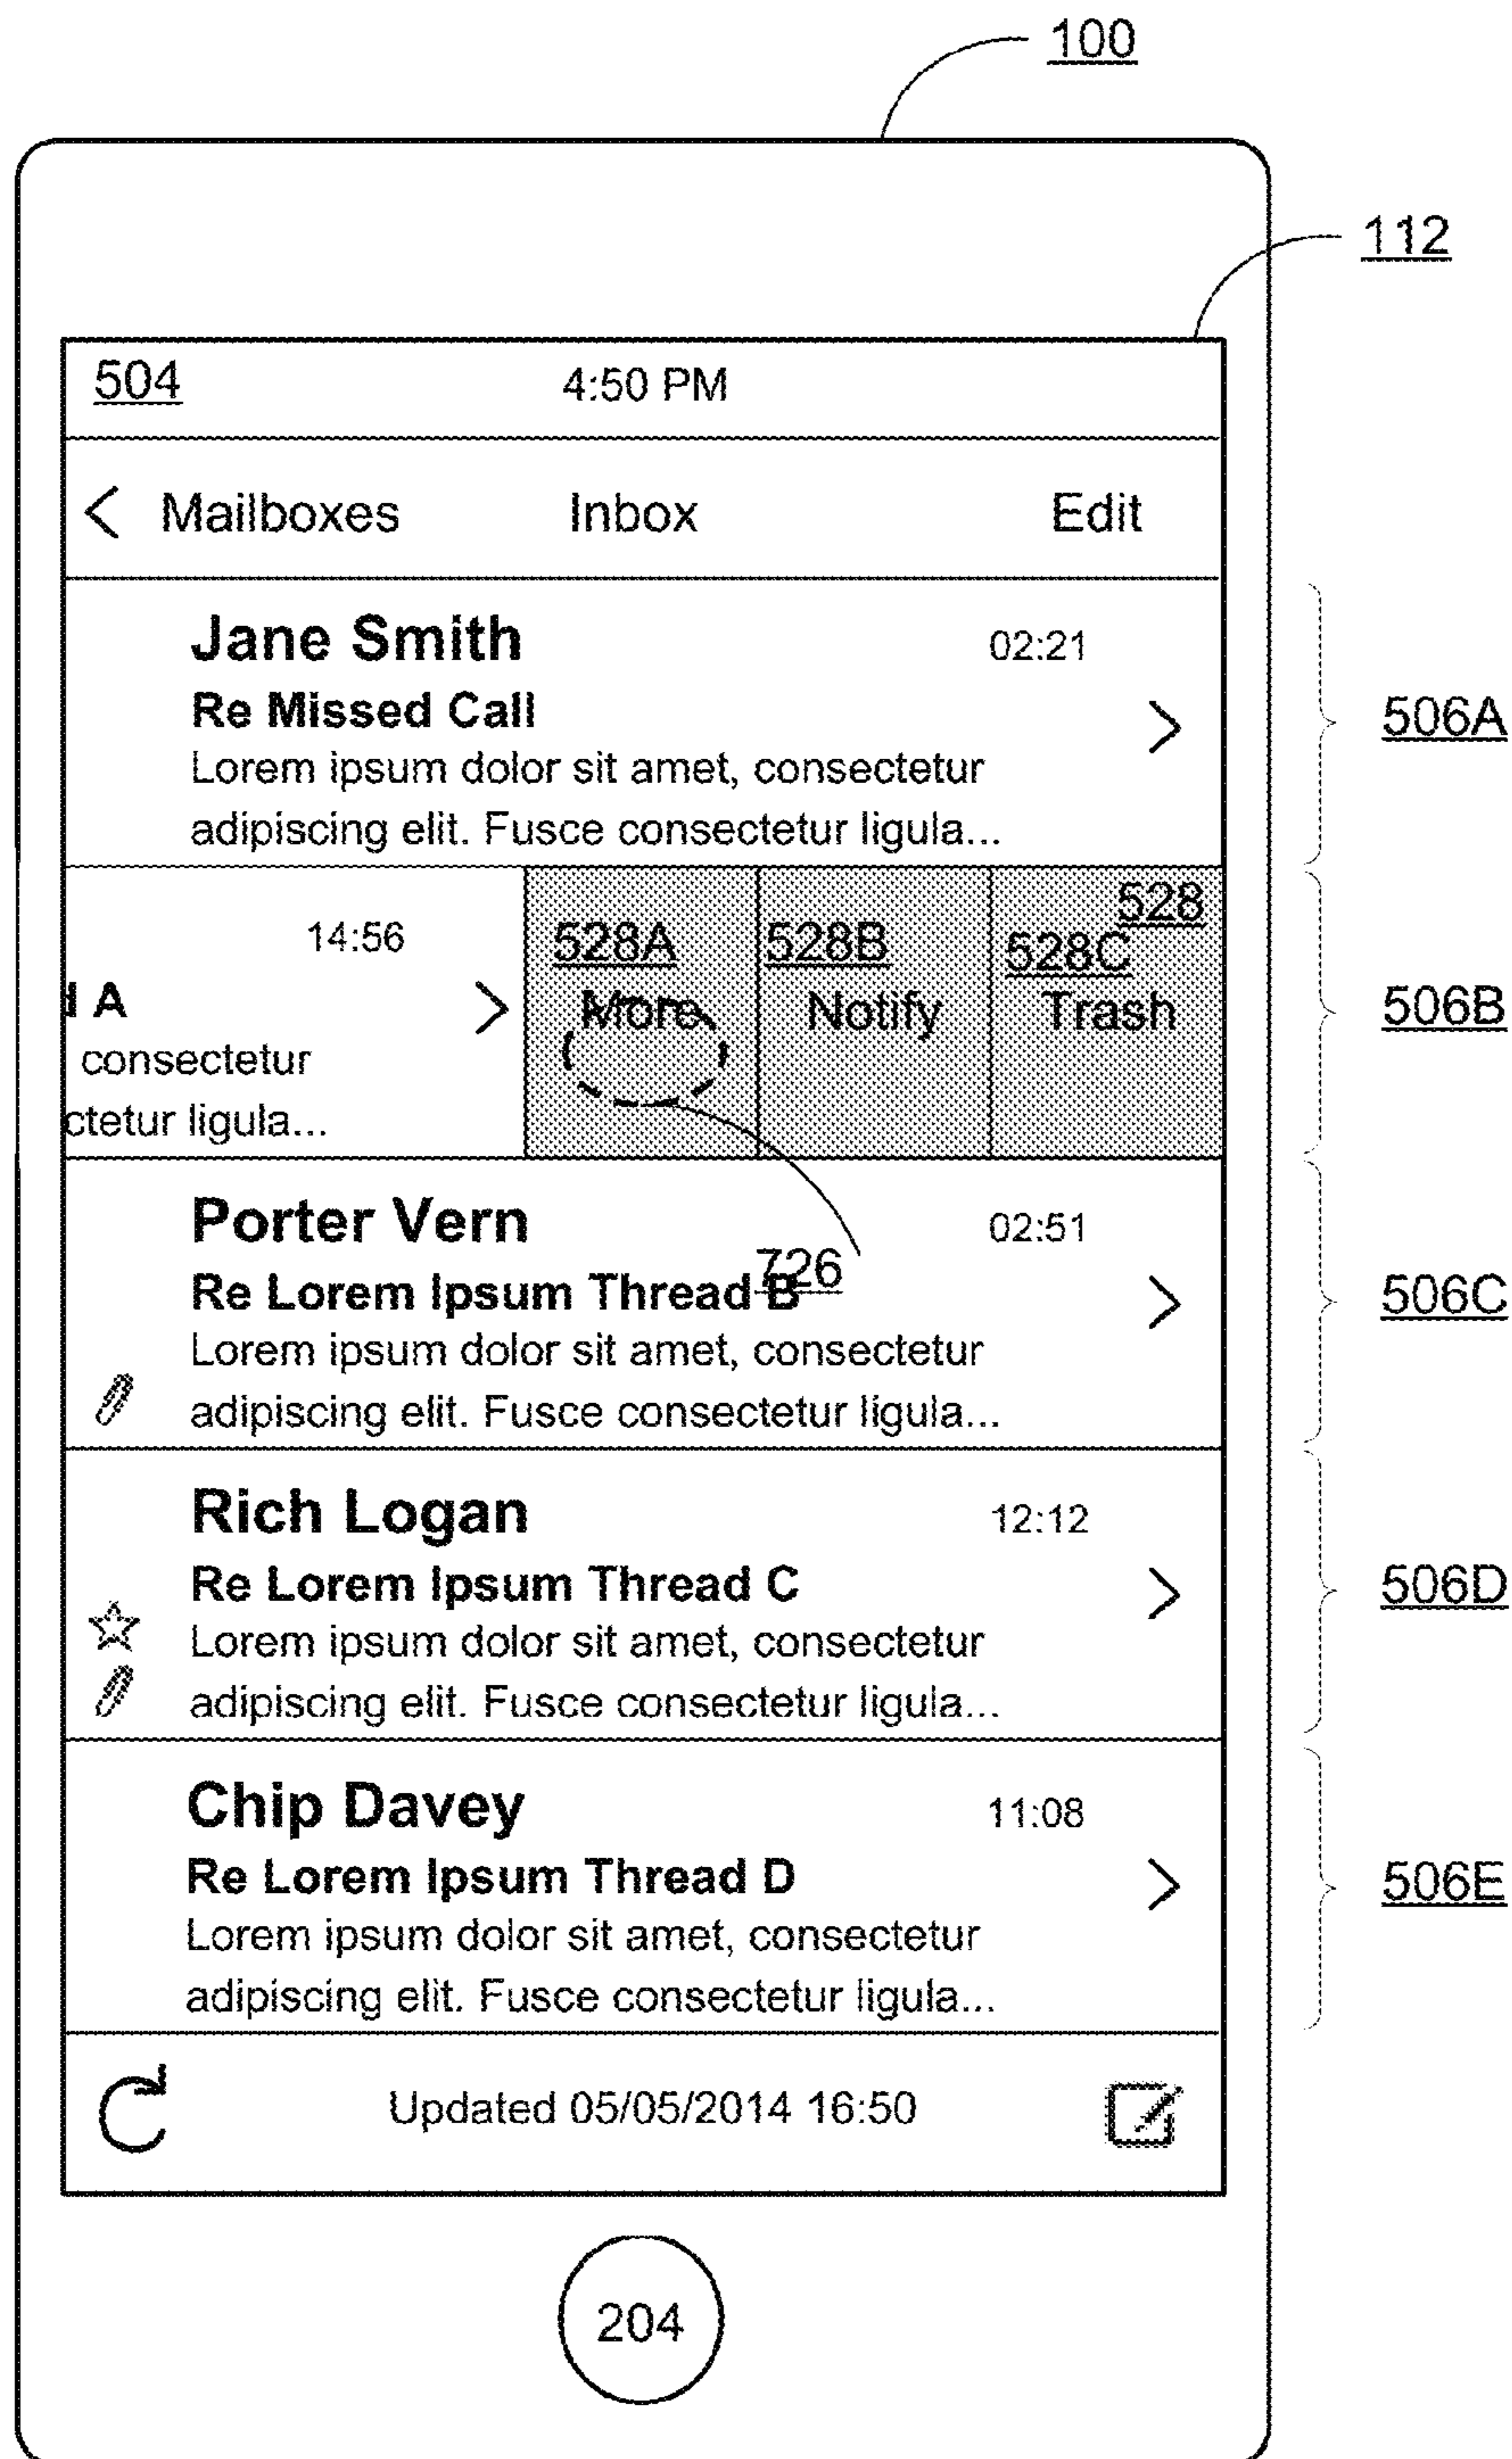 100
112
504 4:50 PM
< Mailboxes Inbox Edit
Jane Smith 02:21
Re Missed Call
506A
Lorem ipsum dolor sit amet, consectetur
adipiscing elit. Fusce consectetur ligula...
528
14:56 528A 528B 528C
d A More Notify Trash
506B
consectetur
ctetur ligula...
Porter Vern 02:51
726
Re Lorem Ipsum Thread B
506C
Lorem ipsum dolor sit amet, consectetur
adipiscing elit. Fusce consectetur ligula...
Rich Logan 12:12
Re Lorem Ipsum Thread C
506D
Lorem ipsum dolor sit amet, consectetur
adipiscing elit. Fusce consectetur ligula...
Chip Davey 11:08
Re Lorem Ipsum Thread D
506E
Lorem ipsum dolor sit amet, consectetur
adipiscing elit. Fusce consectetur ligula...
Updated 05/05/2014 16:50
204